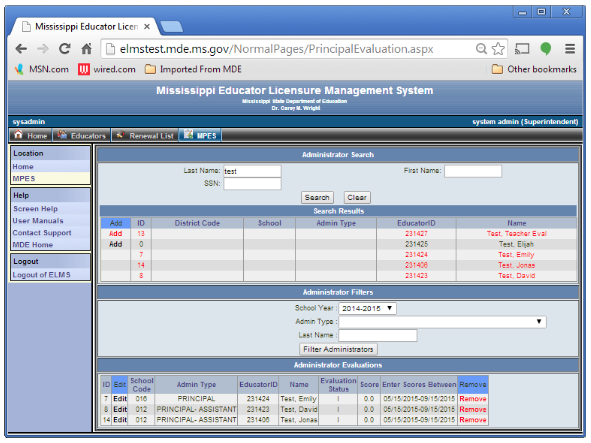 Mississippi Educator Licen ×
elmstest.mde.ms.gov/NormalPages/PrincipalEvaluation.aspx
MSN.com wired.com Imported From MDE Other bookmarks
Mississippi Educator Licensure Management System
Mississippi State Department of Education
Dr. Carey M. Wright
sysadmin system admin (Superintendent)
Home Educators Renewal List MPES
Location
Home
MPES
Help
Screen Help
User Manuals
Contact Support
MDE Home
Logout
Logout of ELMS
Administrator Search
Last Name: test First Name:
SSN:
Search Clear
Search Results
Add ID District Code School Admin Type EducatorID Name
Add 13 231427 Test, Teacher Eval
Add 0 231425 Test, Elijah
7 231424 Test, Emily
14 231406 Test, Jonas
8 231423 Test, David
Administrator Filters
School Year : 2014-2015
Admin Type :
Last Name :
Filter Administrators
Administrator Evaluations
ID Edit School Code Admin Type EducatorID Name Evaluation Status Score Enter Scores Between Remove
7 Edit 016 PRINCIPAL 231424 Test, Emily I 0.0 05/15/2015-09/15/2015 Remove
8 Edit 012 PRINCIPAL- ASSISTANT 231423 Test, David I 0.0 05/15/2015-09/15/2015 Remove
14 Edit 012 PRINCIPAL- ASSISTANT 231406 Test, Jonas I 0.0 05/15/2015-09/15/2015 Remove